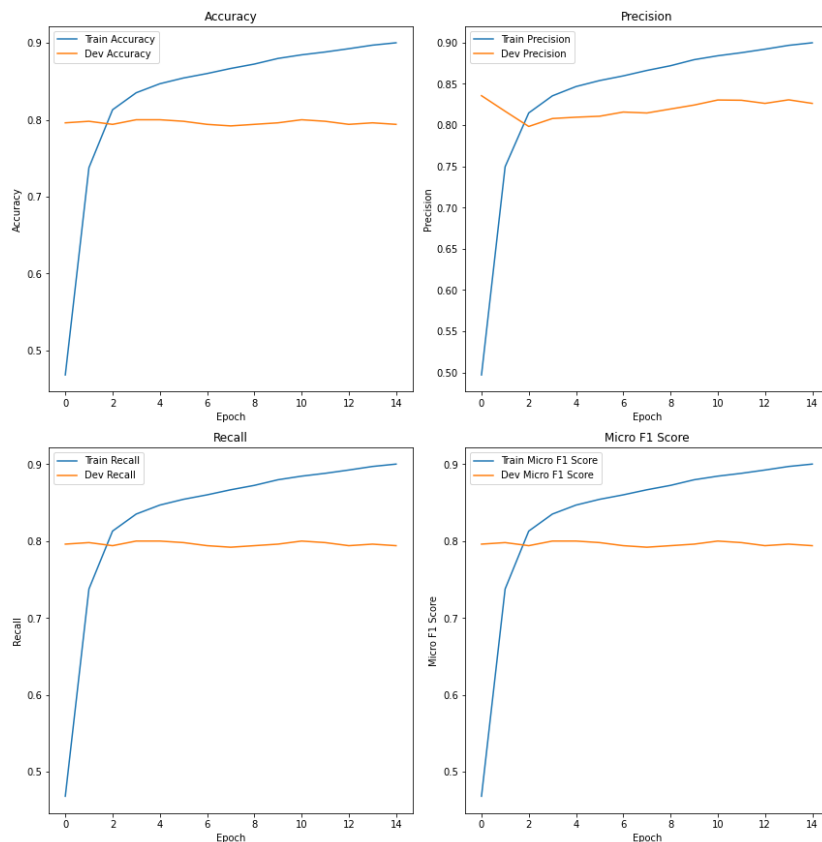 Accuracy
Train Accuracy
Dev Accuracy
0.9
0.8
0.7
0.6
0.5
Accuracy
0 2 4 6 8 10 12 14
Epoch
Precision
Train Precision
Dev Precision
0.90
0.85
0.80
0.75
0.70
0.65
0.60
0.55
0.50
Precision
0 2 4 6 8 10 12 14
Epoch
Recall
Train Recall
Dev Recall
0.9
0.8
0.7
0.6
0.5
Recall
0 2 4 6 8 10 12 14
Epoch
Micro F1 Score
Train Micro F1 Score
Dev Micro F1 Score
0.9
0.8
0.7
0.6
0.5
Micro F1 Score
0 2 4 6 8 10 12 14
Epoch